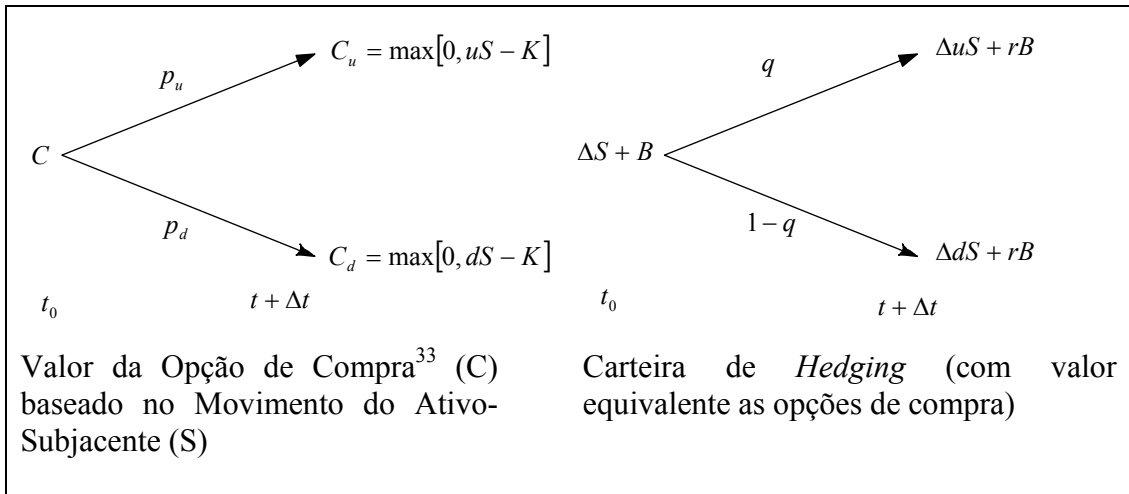 C_u = max[0, uS − K]
p_u
C
p_d
C_d = max[0, dS − K]
t_0
t + Δt
Valor da Opção de Compra³³ (C)
baseado no Movimento do Ativo-
Subjacente (S)
ΔuS + rB
q
ΔS + B
1 − q
ΔdS + rB
t_0
t + Δt
Carteira de Hedging (com valor
equivalente as opções de compra)